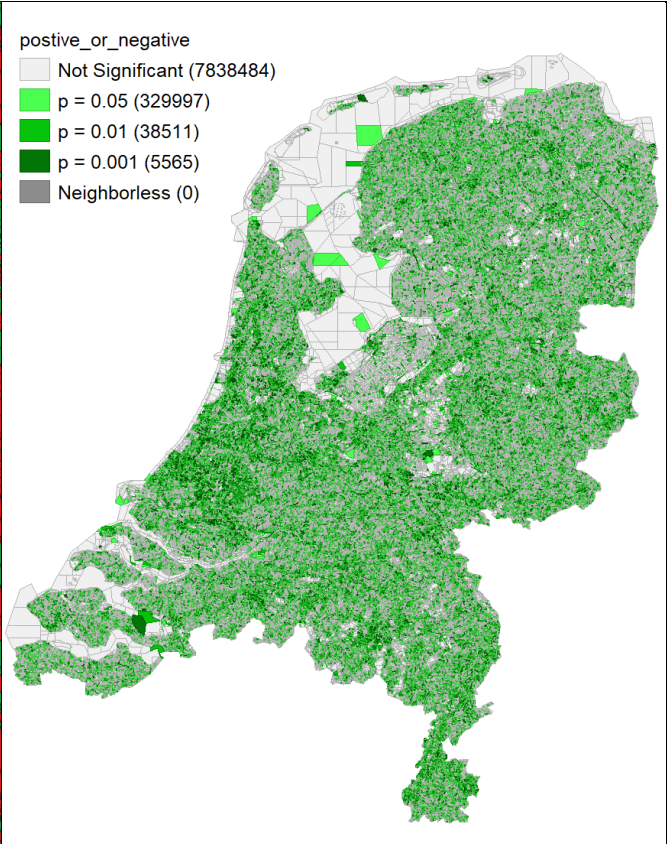 postive_or_negative
Not Significant (7838484)
p = 0.05 (329997)
p = 0.01 (38511)
p = 0.001 (5565)
Neighborless (0)